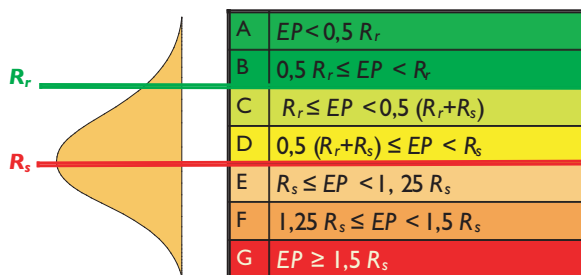 A EP < 0,5 Rr
B 0,5 Rr ≤ EP < Rr
Rr
C Rr ≤ EP < 0,5 (Rr+Rs)
D 0,5 (Rr+Rs) ≤ EP < Rs
Rs
E Rs ≤ EP < 1, 25 Rs
F 1,25 Rs ≤ EP < 1,5 Rs
G EP ≥ 1,5 Rs